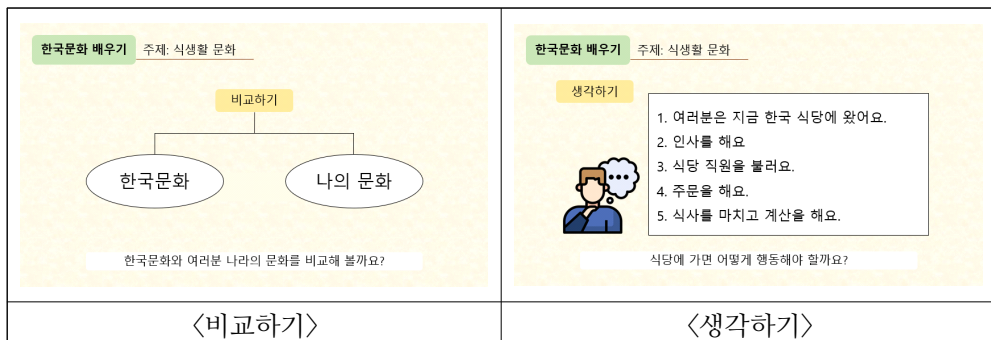 한국문화 배우기 주제: 식생활 문화
비교하기
한국문화 나의 문화
한국문화와 여러분 나라의 문화를 비교해 볼까요?
〈비교하기〉
한국문화 배우기 주제: 식생활 문화
생각하기
1. 여러분은 지금 한국 식당에 왔어요.
2. 인사를 해요
3. 식당 직원을 불러요.
4. 주문을 해요.
5. 식사를 마치고 계산을 해요.
식당에 가면 어떻게 행동해야 할까요?
〈생각하기〉